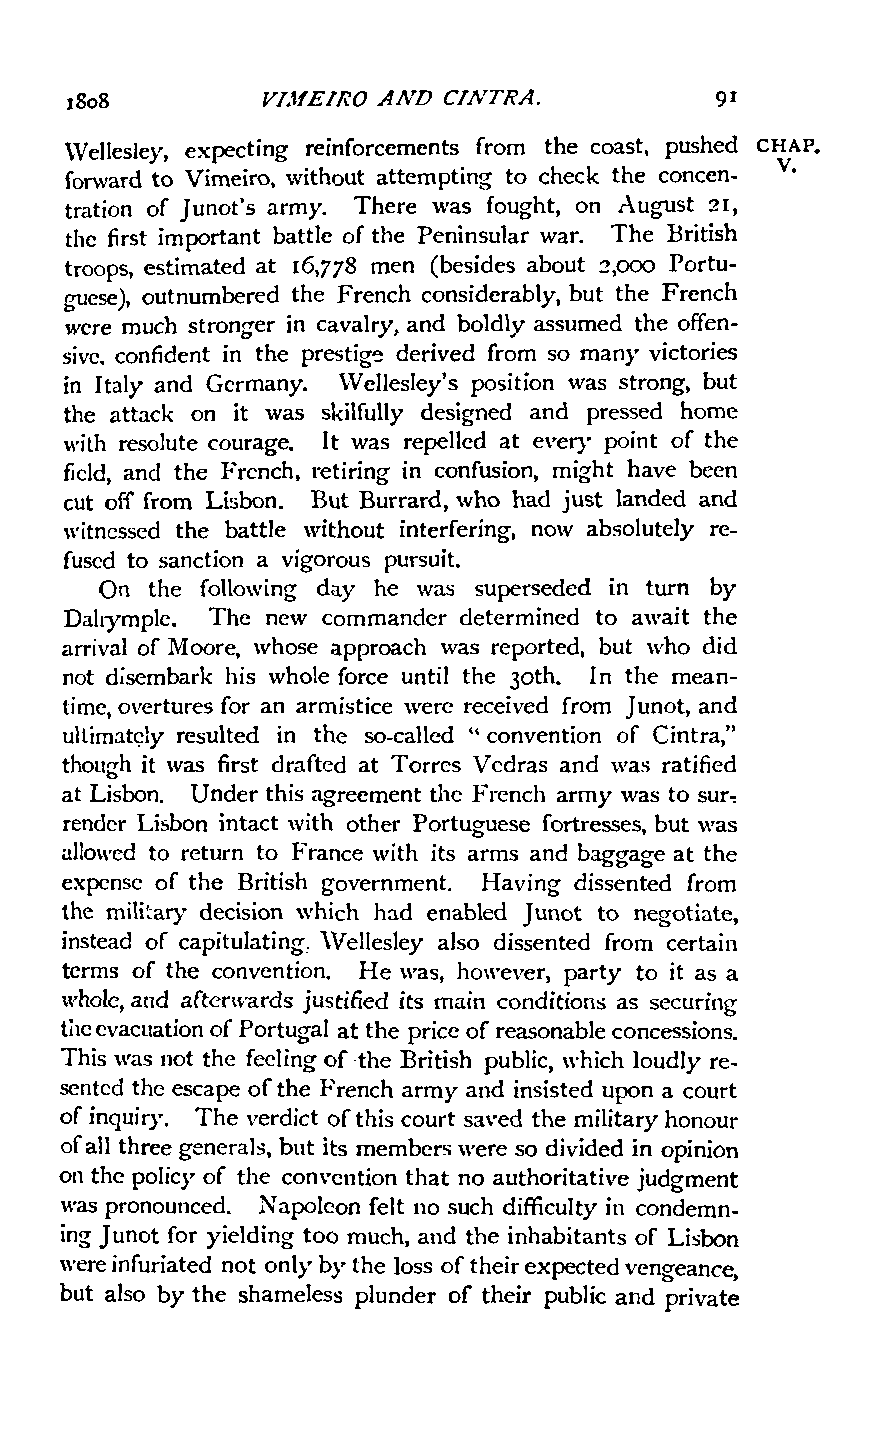 1808 VIMEIRO AND CINTRA. 91
Wellesley, expecting reinforcements from the coast, pushed CHAP.
forward to Vimeiro, without attempting to check the concen- V.
tration of Junot's army. There was fought, on August 21,
the first important battle of the Peninsular war. The British
troops, estimated at 16,778 men (besides about 2,000 Portu-
guese), outnumbered the French considerably, but the French
were much stronger in cavalry, and boldly assumed the offen-
sive, confident in the prestige derived from so many victories
in Italy and Germany. Wellesley's position was strong, but
the attack on it was skilfully designed and pressed home
with resolute courage. It was repelled at every point of the
field, and the French, retiring in confusion, might have been
cut off from Lisbon. But Burrard, who had just landed and
witnessed the battle without interfering, now absolutely re-
fused to sanction a vigorous pursuit.
On the following day he was superseded in turn by
Dalrymple. The new commander determined to await the
arrival of Moore, whose approach was reported, but who did
not disembark his whole force until the 30th. In the mean-
time, overtures for an armistice were received from Junot, and
ultimately resulted in the so-called "convention of Cintra,"
though it was first drafted at Torres Vedras and was ratified
at Lisbon. Under this agreement the French army was to sur-
render Lisbon intact with other Portuguese fortresses, but was
allowed to return to France with its arms and baggage at the
expense of the British government. Having dissented from
the military decision which had enabled Junot to negotiate,
instead of capitulating, Wellesley also dissented from certain
terms of the convention. He was, however, party to it as a
whole, and afterwards justified its main conditions as securing
the evacuation of Portugal at the price of reasonable concessions.
This was not the feeling of the British public, which loudly re-
sented the escape of the French army and insisted upon a court
of inquiry. The verdict of this court saved the military honour
of all three generals, but its members were so divided in opinion
on the policy of the convention that no authoritative judgment
was pronounced. Napoleon felt no such difficulty in condemn-
ing Junot for yielding too much, and the inhabitants of Lisbon
were infuriated not only by the loss of their expected vengeance,
but also by the shameless plunder of their public and private